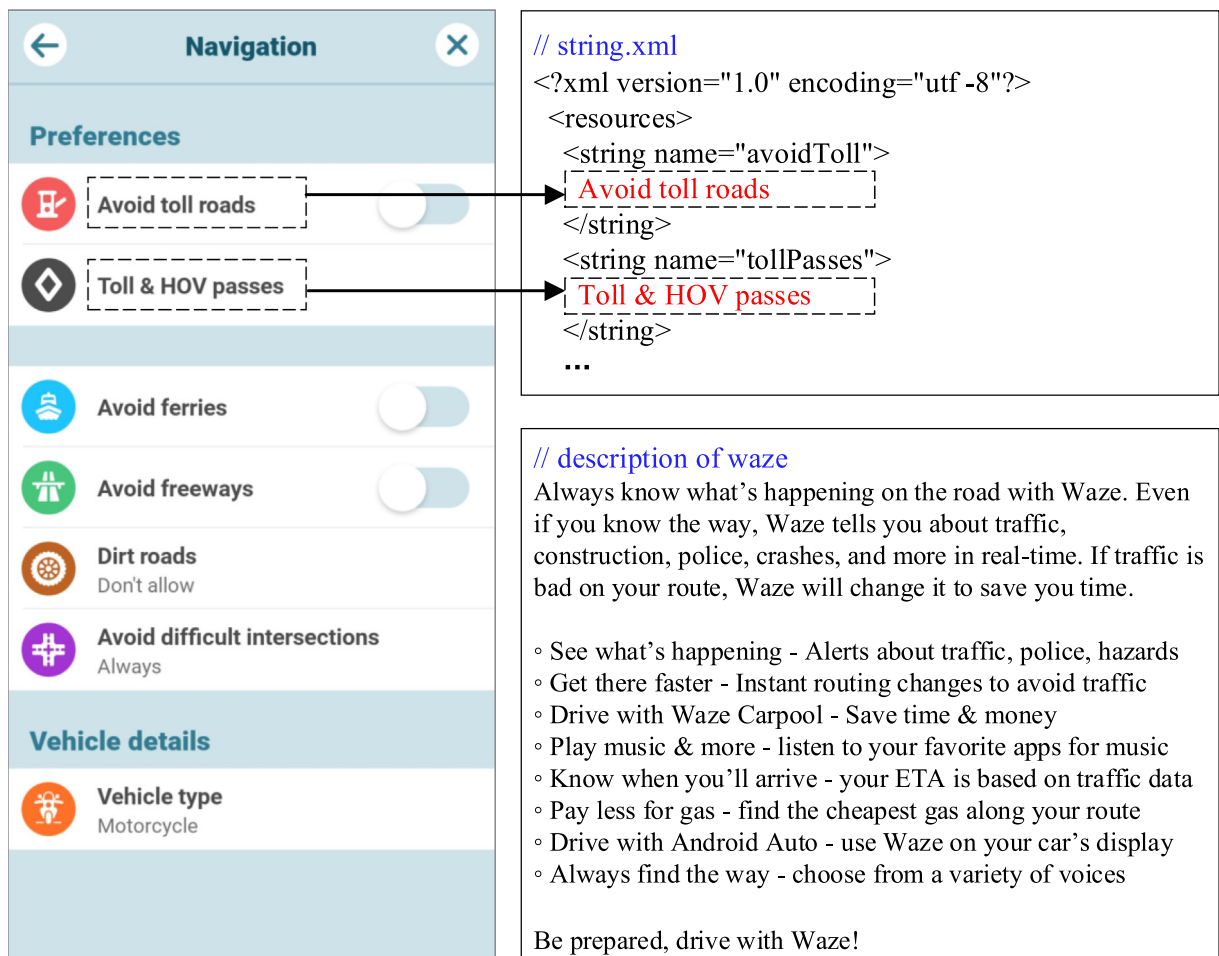 Navigation
Preferences
Avoid toll roads
Toll & HOV passes
Avoid ferries
Avoid freeways
Dirt roads
Don't allow
Avoid difficult intersections
Always
Vehicle details
Vehicle type
Motorcycle
// string.xml
<?xml version="1.0" encoding="utf -8"?>
<resources>
<string name="avoidToll">
Avoid toll roads
</string>
<string name="tollPasses">
Toll & HOV passes
</string>
...
// description of waze
Always know what’s happening on the road with Waze. Even
if you know the way, Waze tells you about traffic,
construction, police, crashes, and more in real-time. If traffic is
bad on your route, Waze will change it to save you time.
◦ See what’s happening - Alerts about traffic, police, hazards
◦ Get there faster - Instant routing changes to avoid traffic
◦ Drive with Waze Carpool - Save time & money
◦ Play music & more - listen to your favorite apps for music
◦ Know when you’ll arrive - your ETA is based on traffic data
◦ Pay less for gas - find the cheapest gas along your route
◦ Drive with Android Auto - use Waze on your car’s display
◦ Always find the way - choose from a variety of voices
Be prepared, drive with Waze!